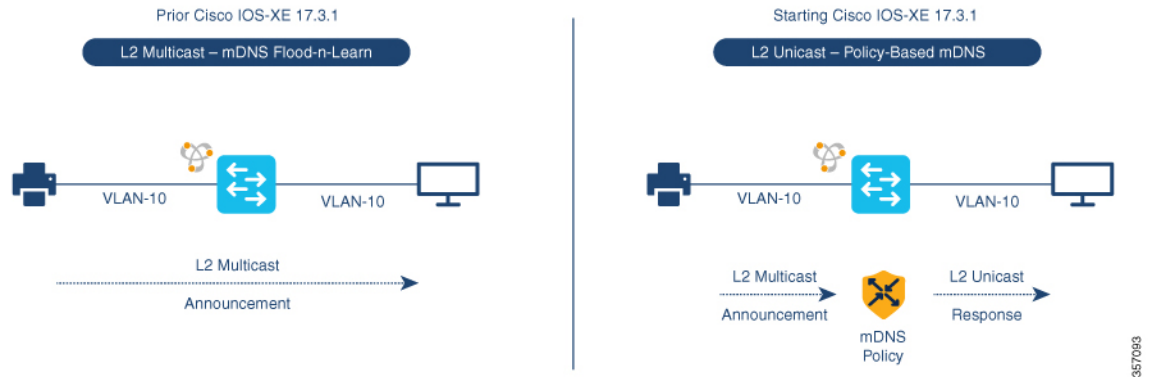 Prior Cisco IOS-XE 17.3.1
L2 Multicast – mDNS Flood-n-Learn
VLAN-10
VLAN-10
L2 Multicast
Announcement
Starting Cisco IOS-XE 17.3.1
L2 Unicast – Policy-Based mDNS
VLAN-10
VLAN-10
L2 Multicast
Announcement
mDNS
Policy
L2 Unicast
Response
357093